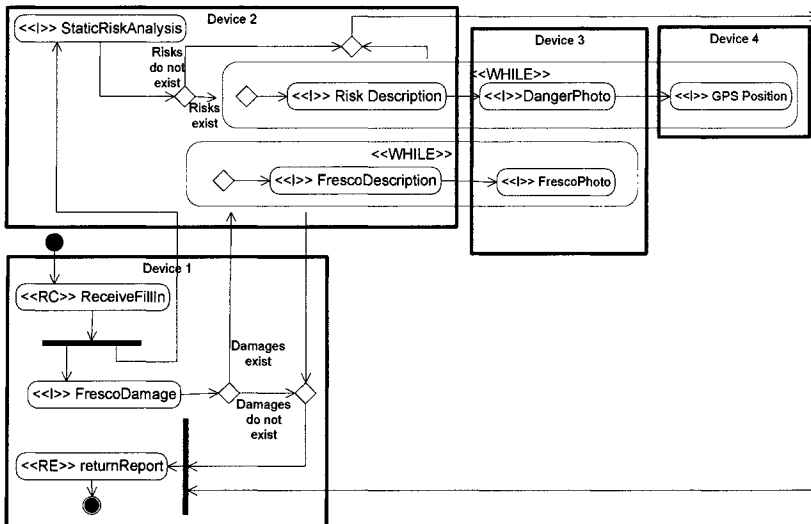 Device 2
<<I>> StaticRiskAnalysis
Risks
do not
exist
Risks
exist
Device 3
Device 4
<<WHILE>>
<<I>> Risk Description
<<I>>DangerPhoto
<<I>> GPS Position
<<WHILE>>
<<I>> FrescoDescription
<<I>> FrescoPhoto
Device 1
<<RC>> ReceiveFillIn
Damages
exist
<<I>> FrescoDamage
Damages
do not
exist
<<RE>> returnReport